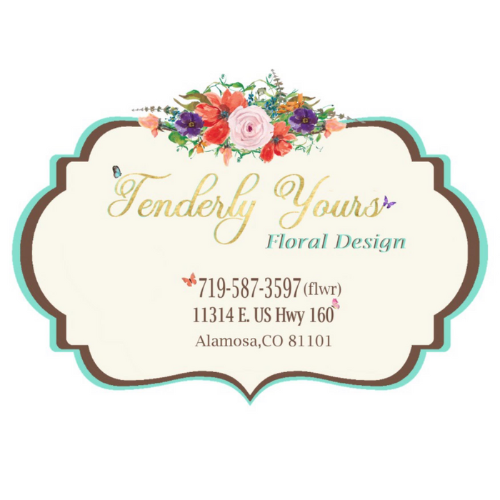 Tenderly Yours
Floral Design
719-587-3597 (flwr)
11314 E. US Hwy 160
Alamosa,CO 81101